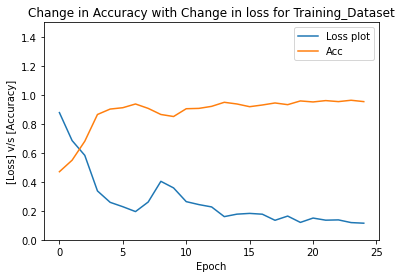 Change in Accuracy with Change in loss for Training_Dataset
Loss plot
Acc
[Loss] v/s [Accuracy]
1.4
1.2
1.0
0.8
0.6
0.4
0.2
0.0
0 5 10 15 20 25
Epoch